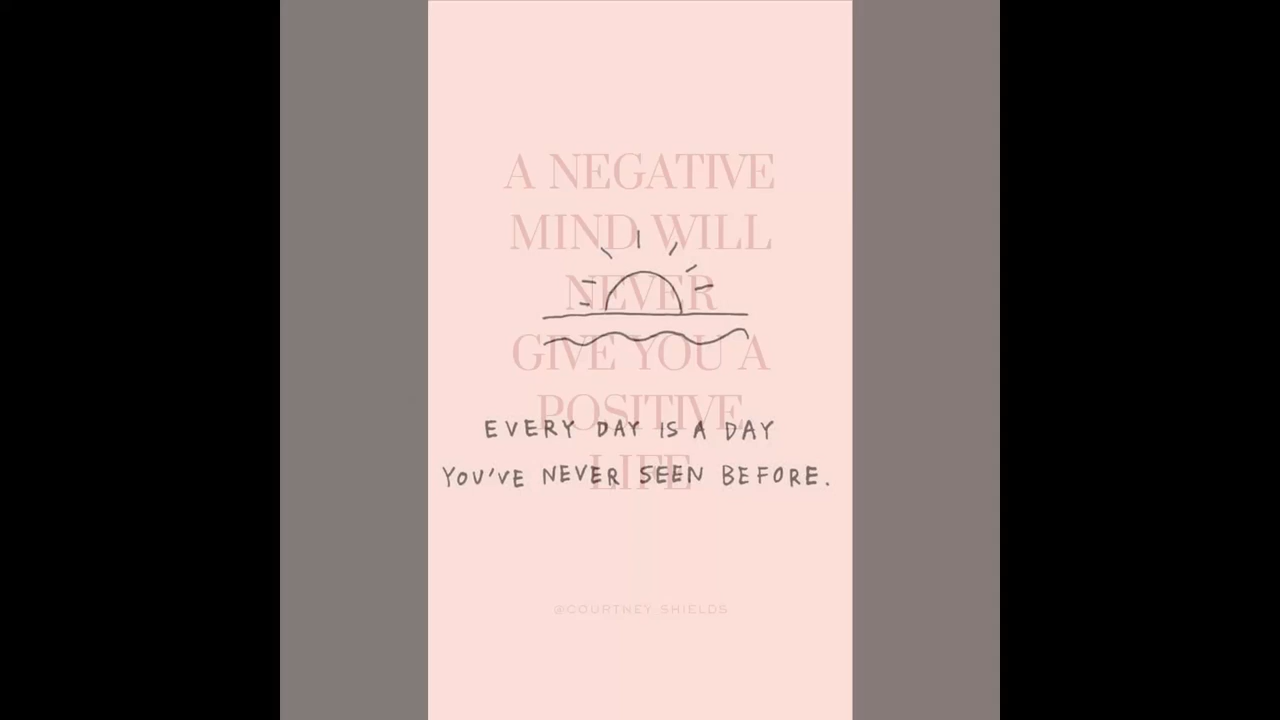 A NEGATIVE
MIND WILL
NEVER
GIVE YOU A
POSITIVE
LIFE
EVERY DAY IS A DAY
YOU'VE NEVER SEEN BEFORE.
@COURTNEY SHIELDS